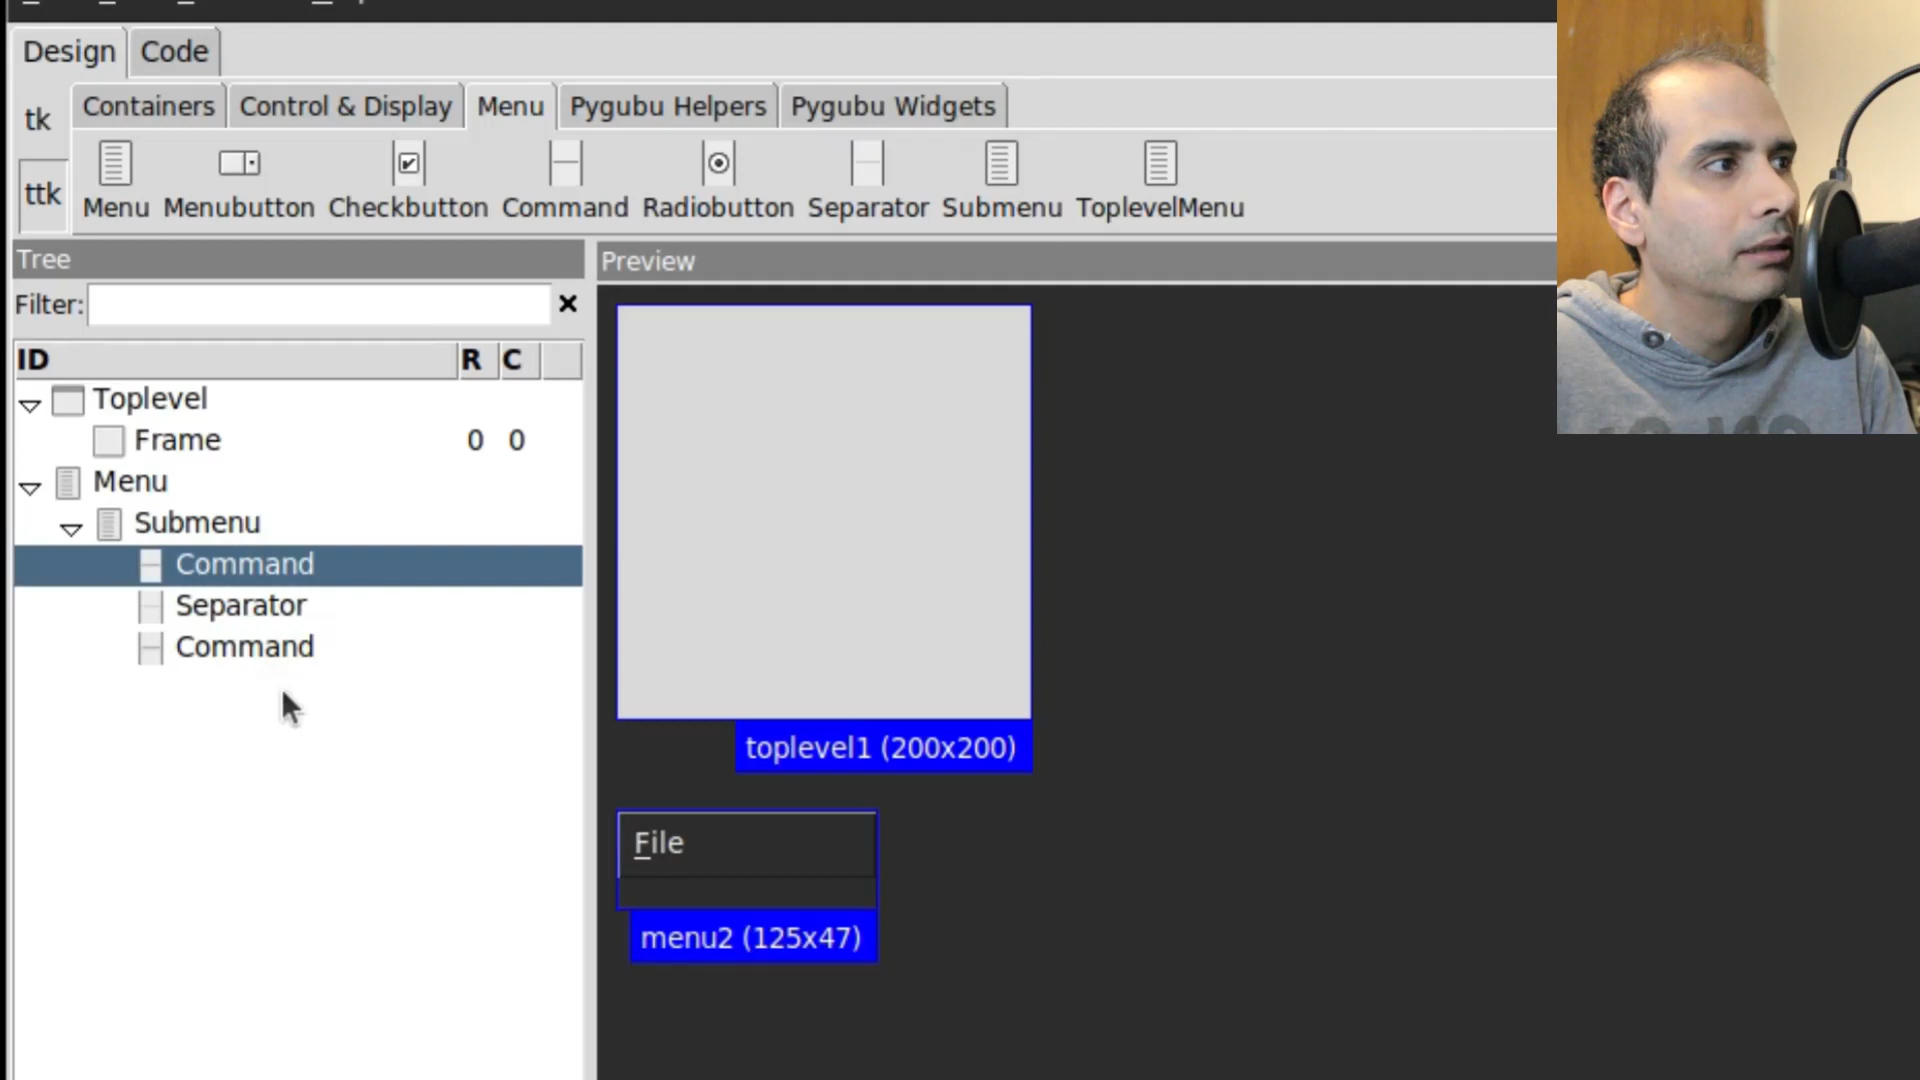 Design Code
tk
Containers Control & Display Menu Pygubu Helpers Pygubu Widgets
ttk
Menu Menubutton Checkbutton Command Radiobutton Separator Submenu ToplevelMenu
Tree
Preview
Filter:
ID R C
Toplevel
Frame 0 0
Menu
Submenu
Command
Separator
Command
toplevel1 (200x200)
File
menu2 (125x47)